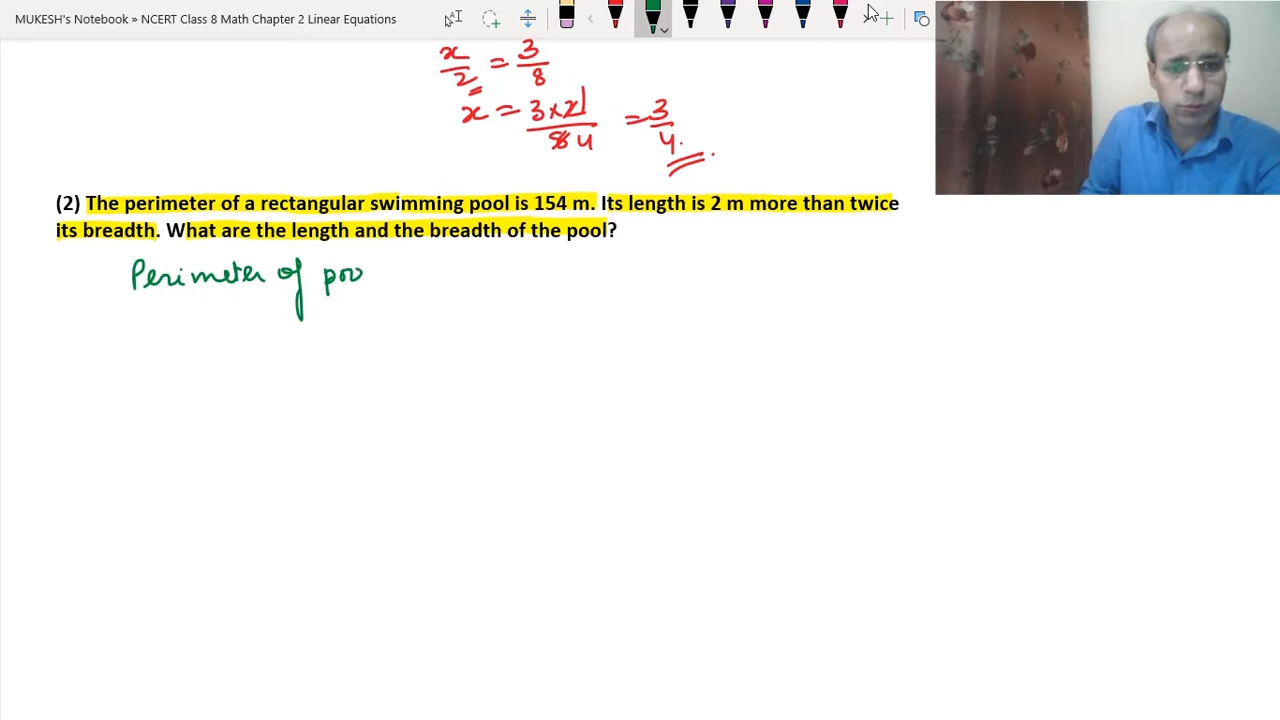 MUKESH's Notebook » NCERT Class 8 Math Chapter 2 Linear Equations
x/2 = 3/8
x = 3×2 1/8 4 = 3/4.
(2) The perimeter of a rectangular swimming pool is 154 m. Its length is 2 m more than twice
its breadth. What are the length and the breadth of the pool?
Perimeter of poo